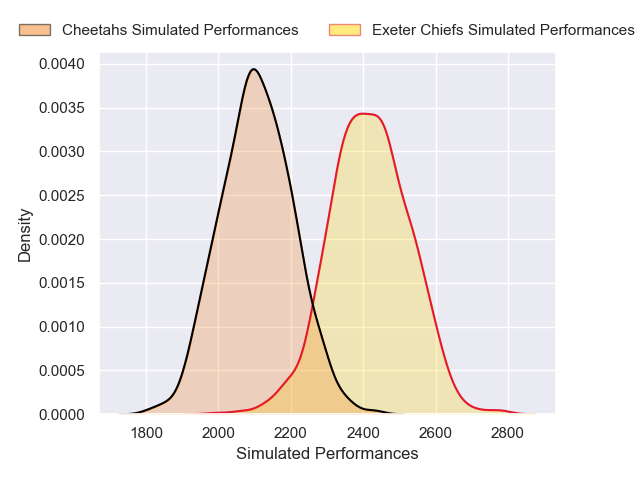 Cheetahs Simulated Performances Exeter Chiefs Simulated Performances
0.0040
0.0035
0.0030
0.0025
0.0020
0.0015
0.0010
0.0005
0.0000
Density
1800 2000 2200 2400 2600 2800
Simulated Performances